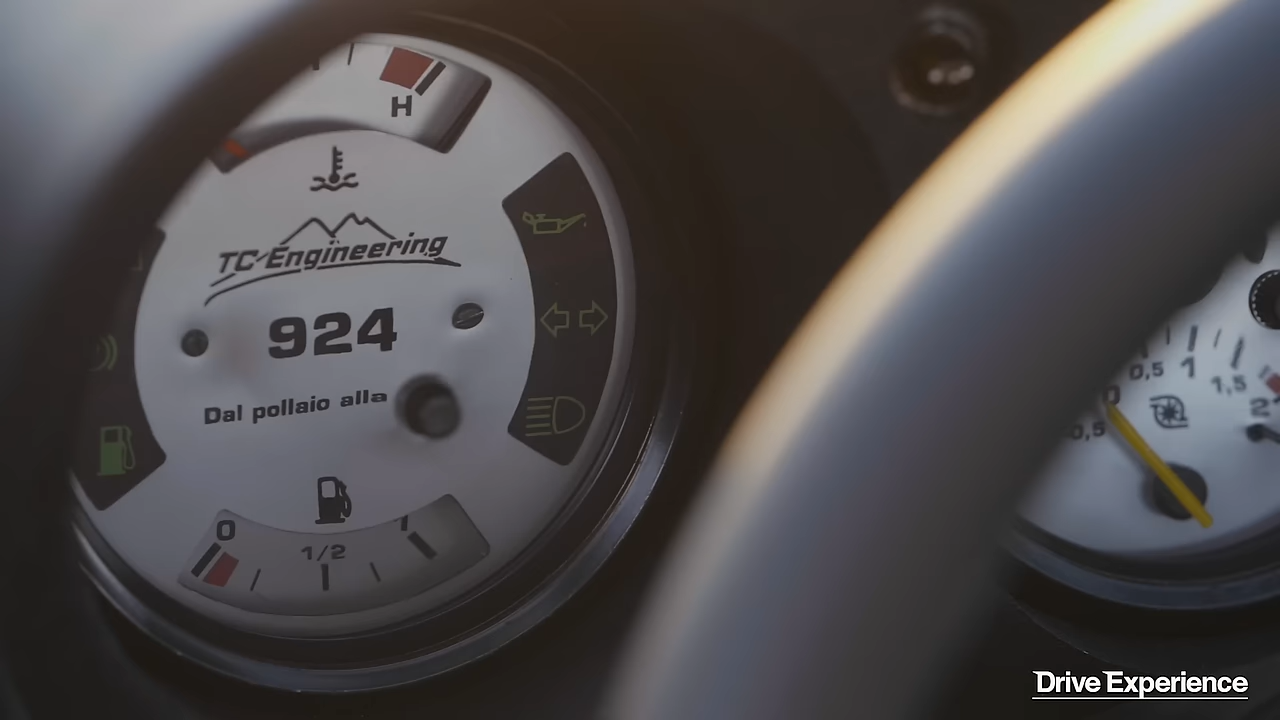 H
TC-Engineering
924
Dal pollaio alla
0
1/2
1
0,5
1
1,5
0
2
0,5
Drive Experience